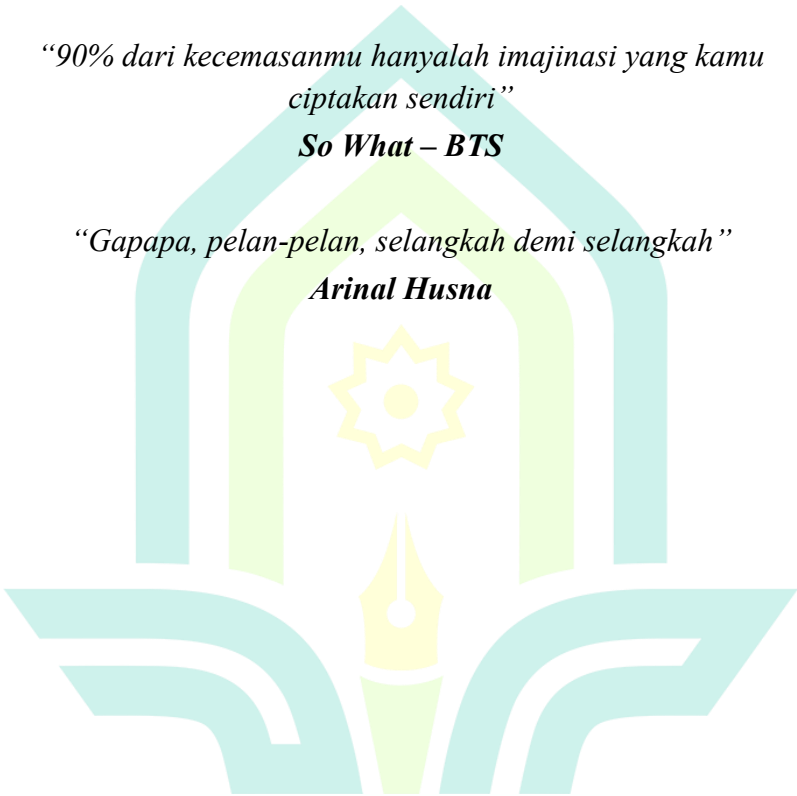 “90% dari kecemasanmu hanyalah imajinasi yang kamu
ciptakan sendiri”
So What – BTS
“Gapapa, pelan-pelan, selangkah demi selangkah”
Arinal Husna